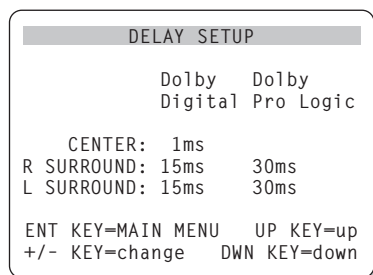 DELAY SETUP
Dolby Dolby
Digital Pro Logic
CENTER: 1ms
R SURROUND: 15ms 30ms
L SURROUND: 15ms 30ms
ENT KEY=MAIN MENU UP KEY=up
+/- KEY=change DWN KEY=down